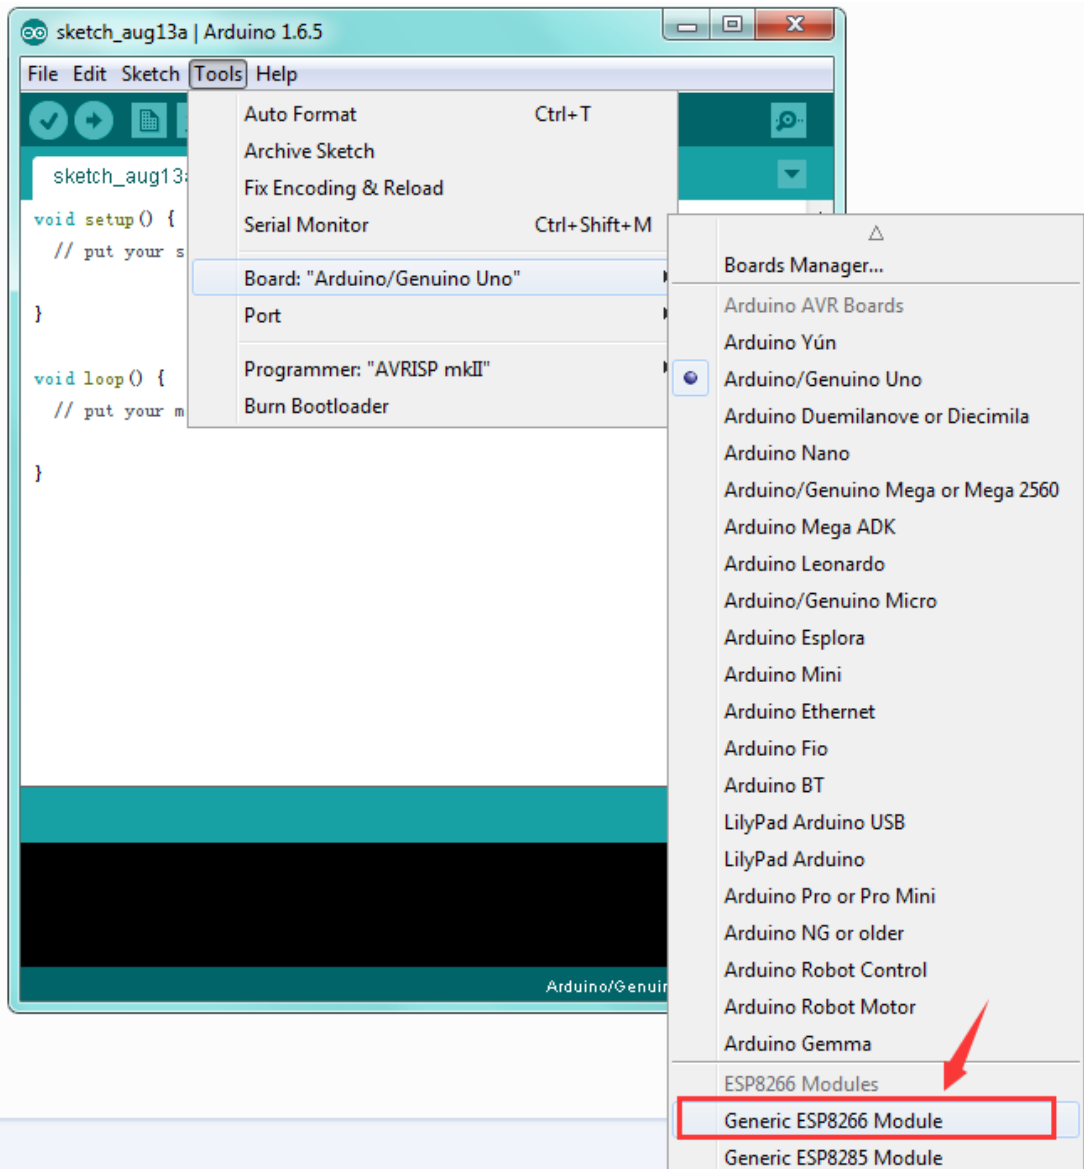 sketch_aug13a | Arduino 1.6.5
File Edit Sketch Tools Help
Auto Format Ctrl+T
Archive Sketch
Fix Encoding & Reload
Serial Monitor Ctrl+Shift+M
Board: "Arduino/Genuino Uno"
Port
Programmer: "AVRISP mkII"
Burn Bootloader
sketch_aug13a
void setup() {
// put your s
}
void loop() {
// put your m
}
Arduino/Genuin
Boards Manager...
Arduino AVR Boards
Arduino Yún
Arduino/Genuino Uno
Arduino Duemilanove or Diecimila
Arduino Nano
Arduino/Genuino Mega or Mega 2560
Arduino Mega ADK
Arduino Leonardo
Arduino/Genuino Micro
Arduino Esplora
Arduino Mini
Arduino Ethernet
Arduino Fio
Arduino BT
LilyPad Arduino USB
LilyPad Arduino
Arduino Pro or Pro Mini
Arduino NG or older
Arduino Robot Control
Arduino Robot Motor
Arduino Gemma
ESP8266 Modules
Generic ESP8266 Module
Generic ESP8285 Module